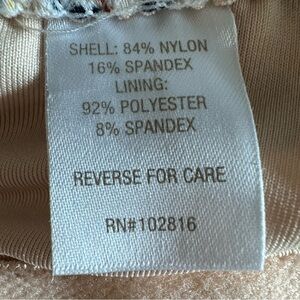 SHELL: 84% NYLON
16% SPANDEX
LINING:
92% POLYESTER
8% SPANDEX
REVERSE FOR CARE
RN#102816